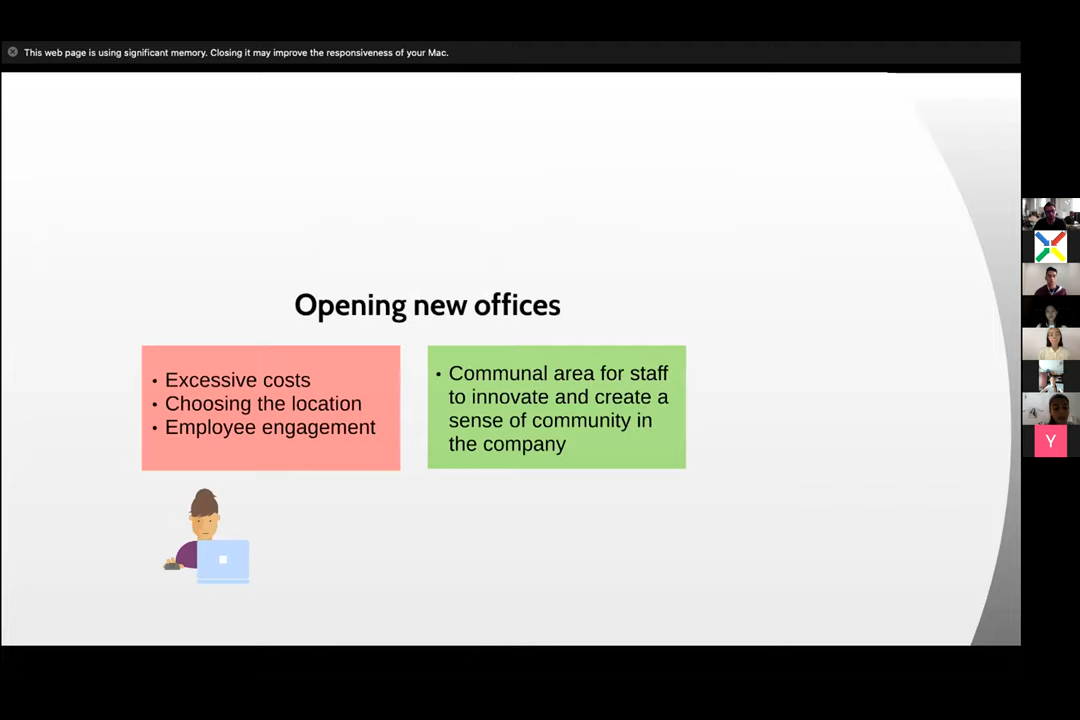 This web page is using significant memory. Closing it may improve the responsiveness of your Mac.
Opening new offices
• Excessive costs
• Choosing the location
• Employee engagement
• Communal area for staff
to innovate and create a
sense of community in
the company
Y